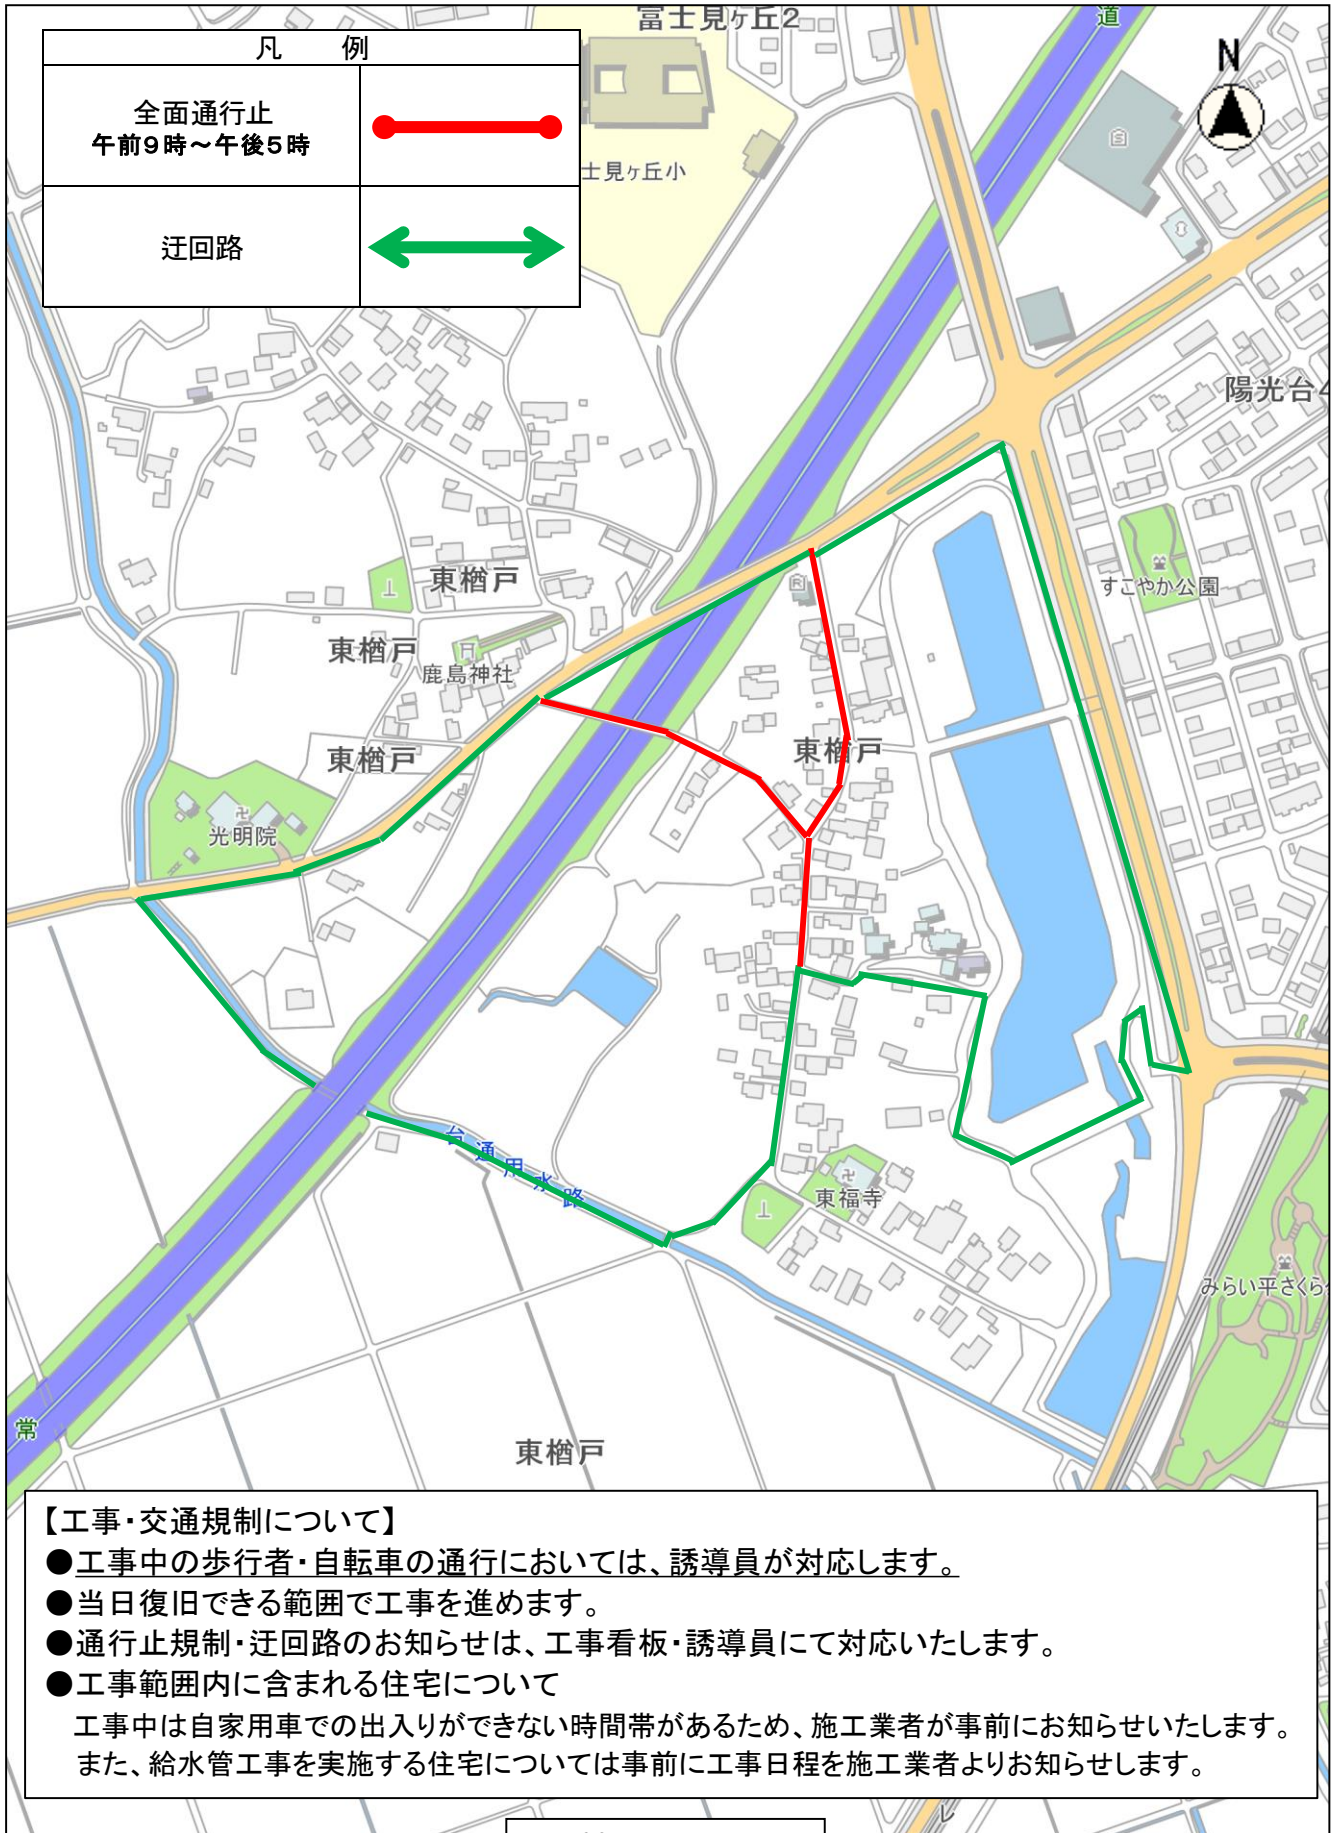 富士見ヶ丘2
道
N
凡 例
全面通行止
午前9時～午後5時
迂回路
士見ヶ丘小
陽光台4
すこやか公園
東楢戸
東楢戸
鹿島神社
東楢戸
東楢戸
光明院
台通用水路
東福寺
みらい平さくら
常
東楢戸
【工事・交通規制について】
●工事中の歩行者・自転車の通行においては、誘導員が対応します。
●当日復旧できる範囲で工事を進めます。
●通行止規制・迂回路のお知らせは、工事看板・誘導員にて対応いたします。
●工事範囲内に含まれる住宅について
工事中は自家用車での出入りができない時間帯があるため、施工業者が事前にお知らせいたします。
また、給水管工事を実施する住宅については事前に工事日程を施工業者よりお知らせします。
レ